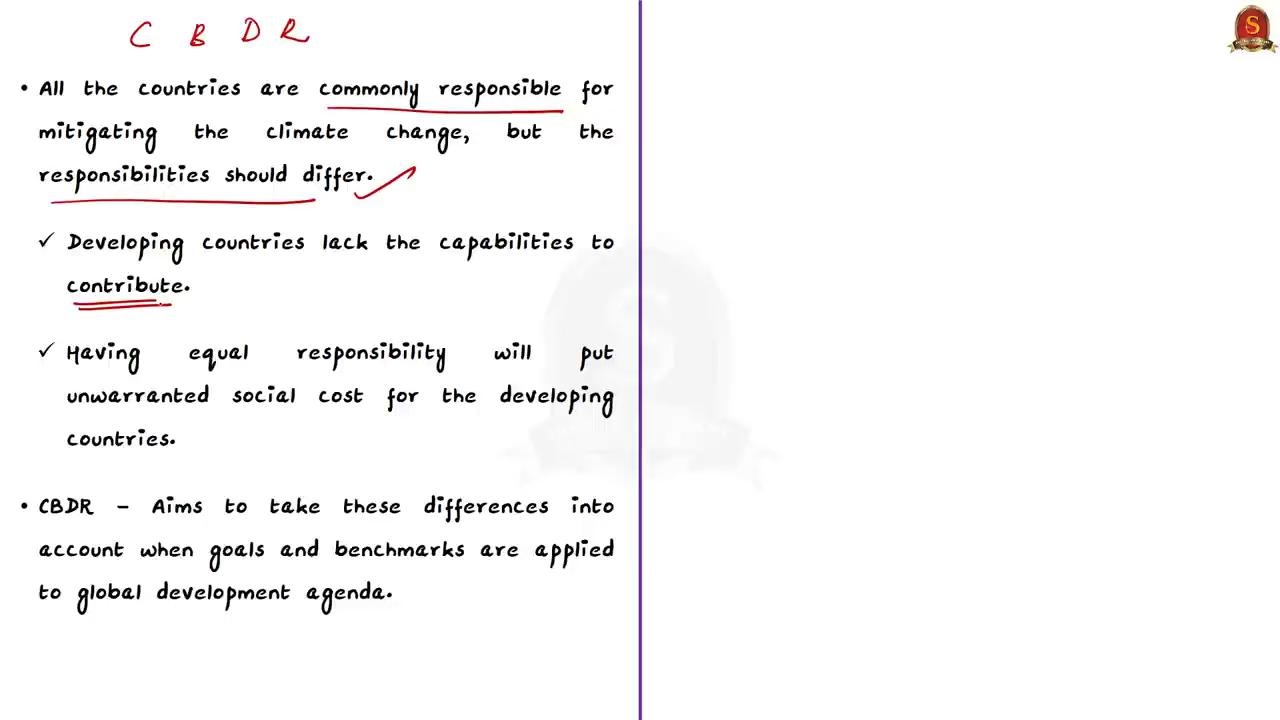 C B D R
• All the countries are commonly responsible for
mitigating the climate change, but the
responsibilities should differ.
✓ Developing countries lack the capabilities to
contribute.
✓ Having equal responsibility will put
unwarranted social cost for the developing
countries.
• CBDR – Aims to take these differences into
account when goals and benchmarks are applied
to global development agenda.
S